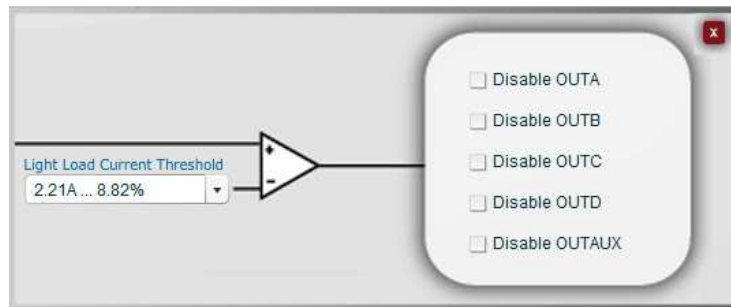 x
Disable OUTA
Disable OUTB
Light Load Current Threshold
+
Disable OUTC
2.21A ... 8.82%
-
Disable OUTD
Disable OUTAUX